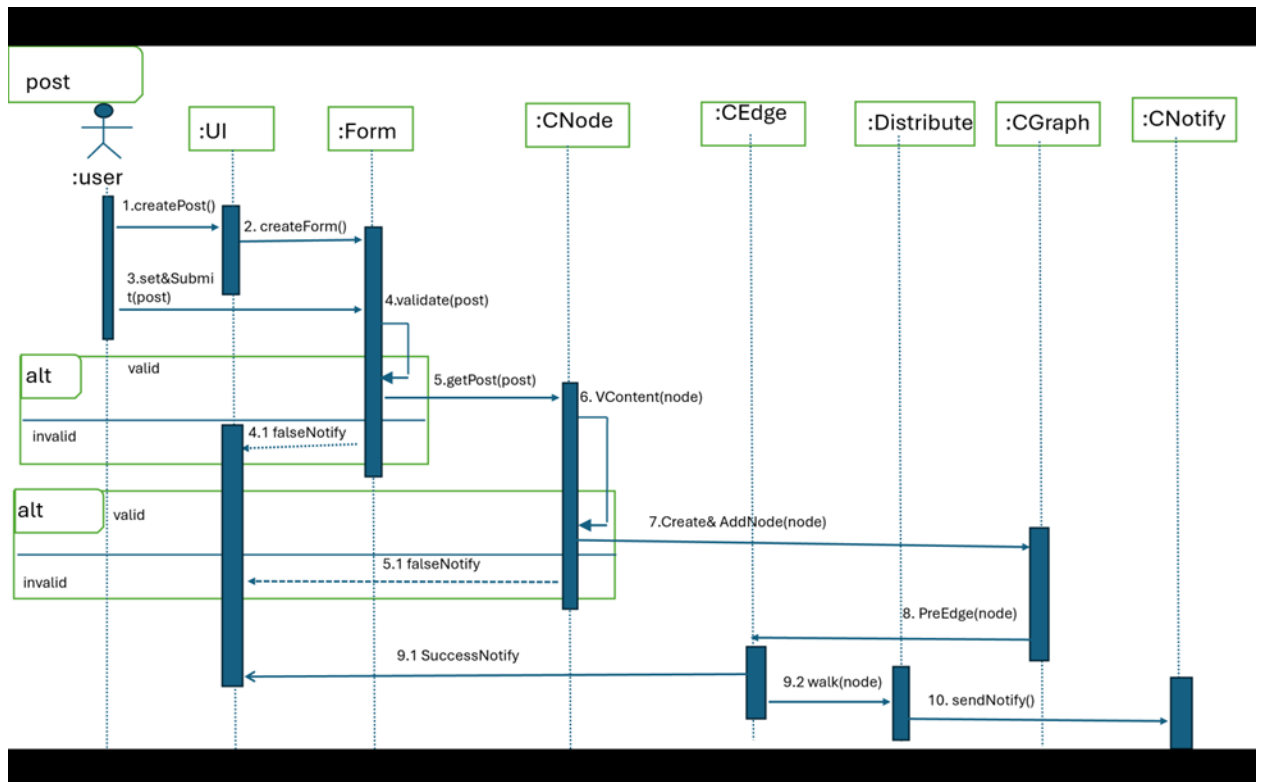 post
:user
:UI
:Form
:CNode
:CEdge
:Distribute
:CGraph
:CNotify
1.createPost()
2. createForm()
3.set&Submi
t(post)
4.validate(post)
alt
valid
5.getPost(post)
6. VContent(node)
invalid
4.1 falseNotify
alt
valid
7.Create& AddNode(node)
invalid
5.1 falseNotify
8. PreEdge(node)
9.1 SuccessNotify
9.2 walk(node)
10. sendNotify()